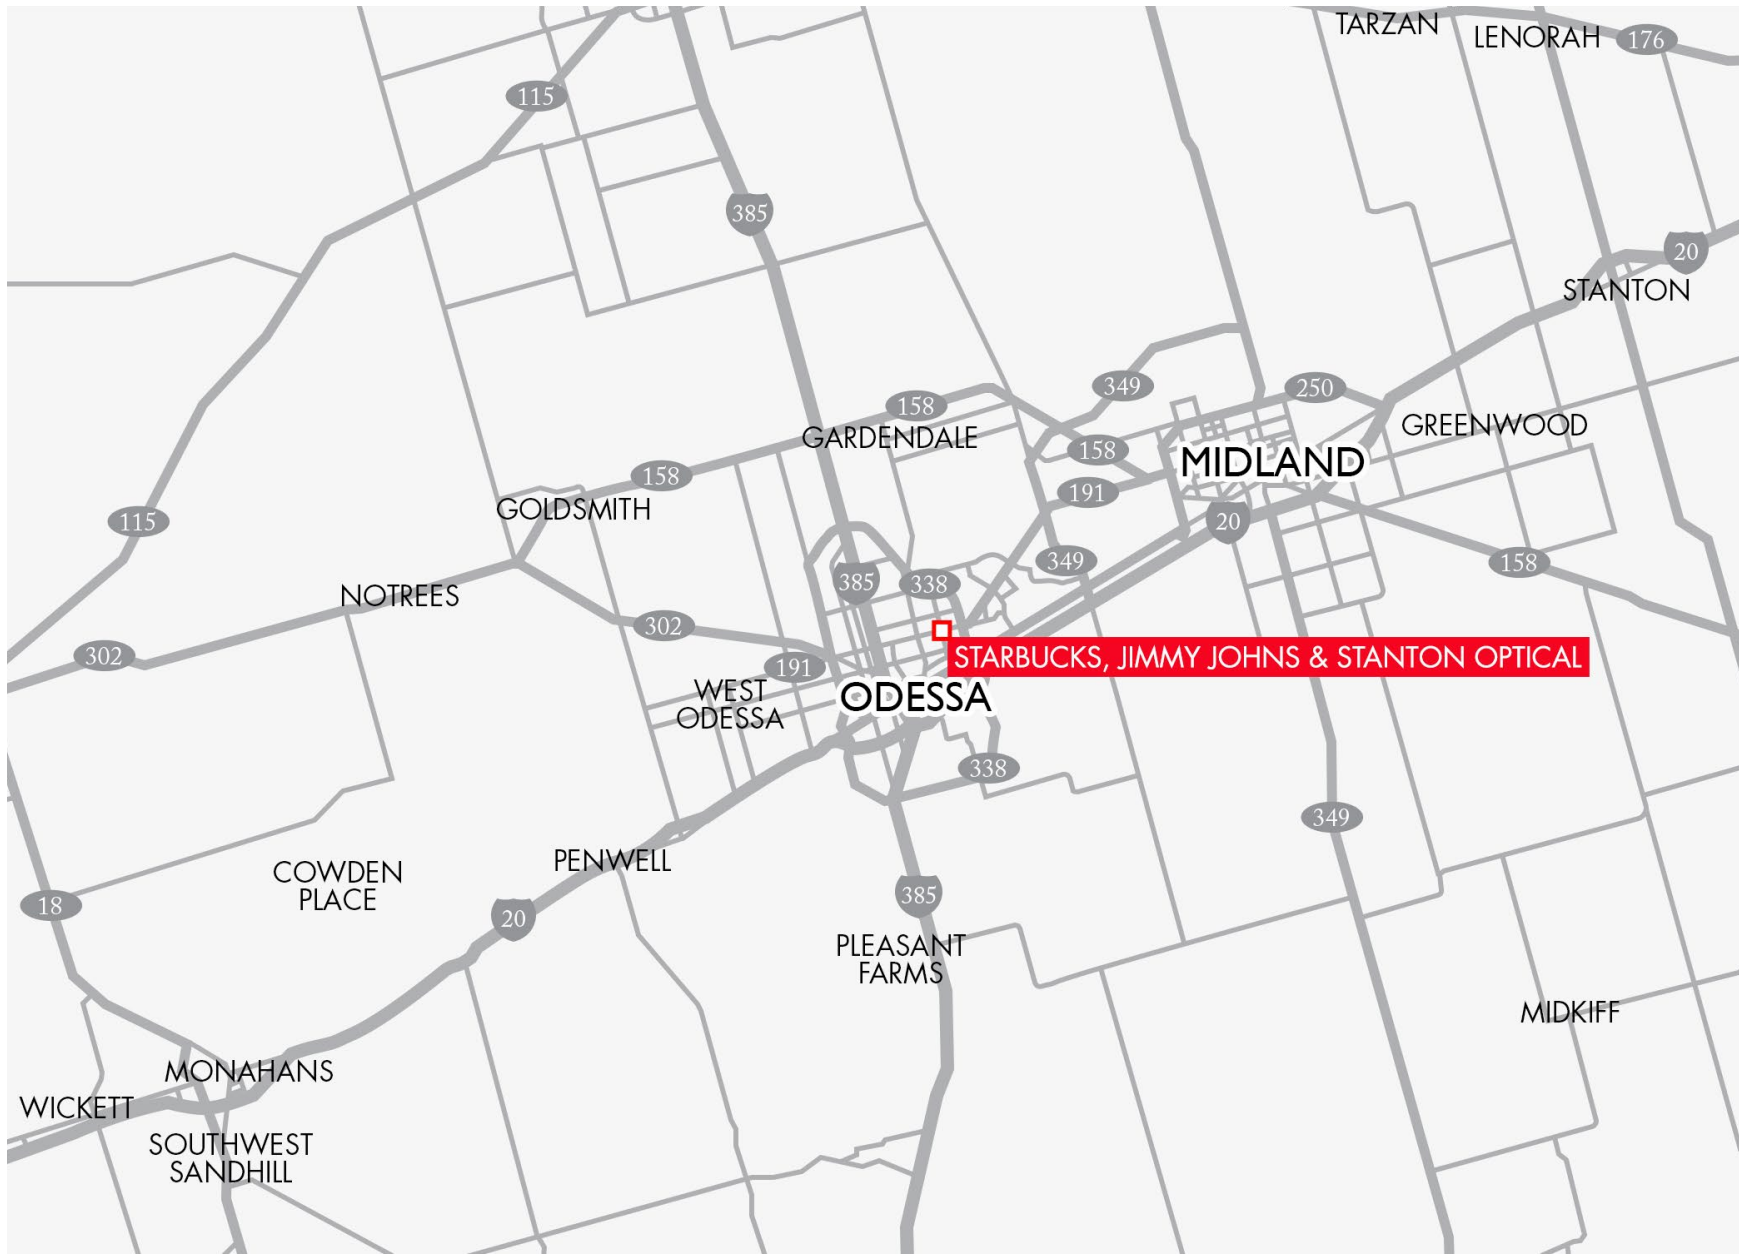 TARZAN
LENORAH
176
115
385
20
STANTON
349
250
158
GREENWOOD
GARDENDALE
158
MIDLAND
158
191
GOLDSMITH
115
20
349
158
385
338
NOTREES
302
302
191
STARBUCKS, JIMMY JOHNS & STANTON OPTICAL
WEST
ODESSA
ODESSA
338
349
PENWELL
COWDEN
PLACE
18
385
20
PLEASANT
FARMS
MIDKIFF
MONAHANS
WICKETT
SOUTHWEST
SANDHILL